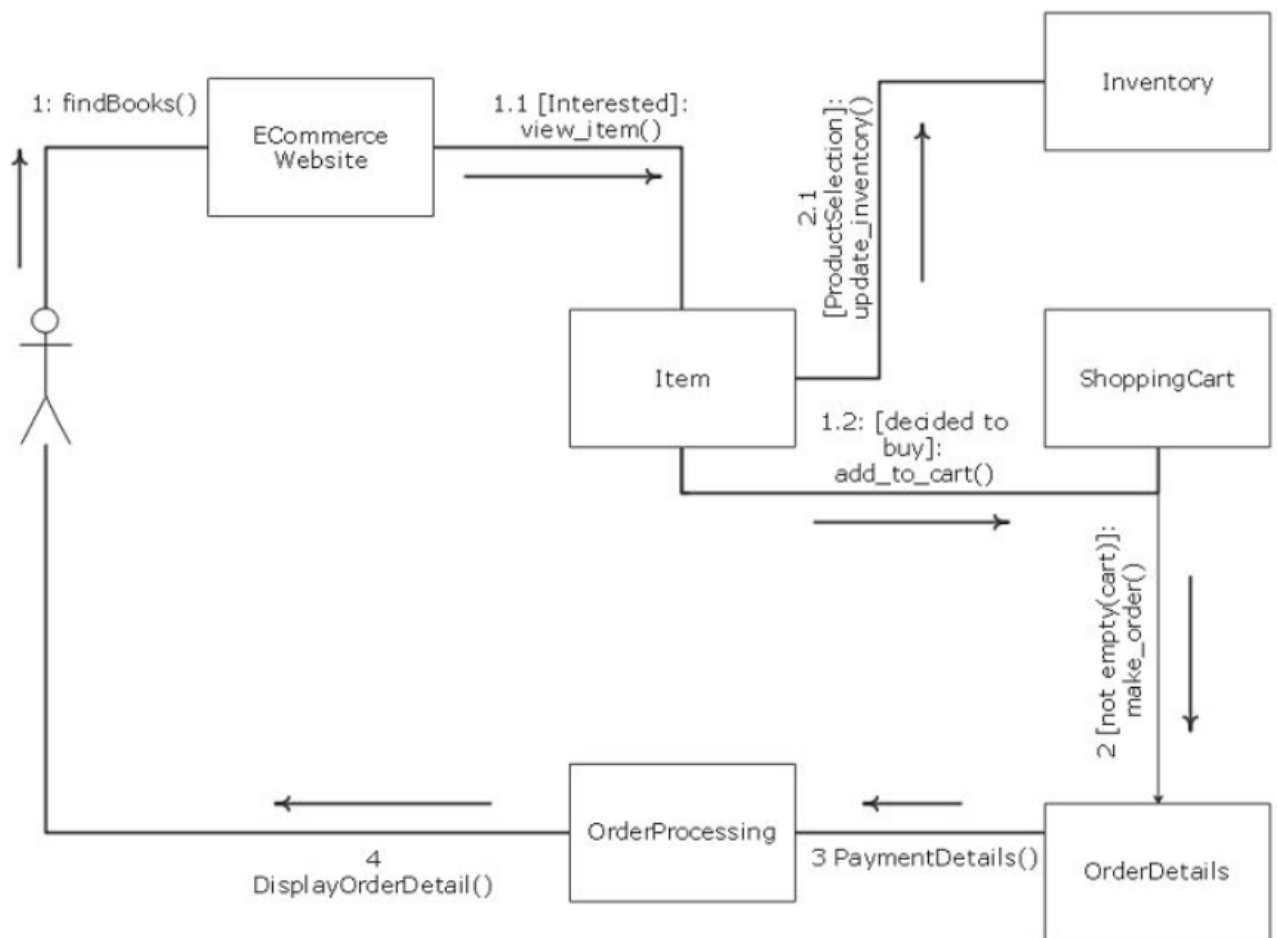 1: findBooks()
ECommerce
Website
1.1 [Interested]:
view_item()
2.1
[ProductSelection]:
update_inventory()
Inventory
Item
ShoppingCart
1.2: [decided to
buy]:
add_to_cart()
2 [not empty(cart)]:
make_order()
OrderProcessing
3 PaymentDetails()
OrderDetails
4
DisplayOrderDetail()